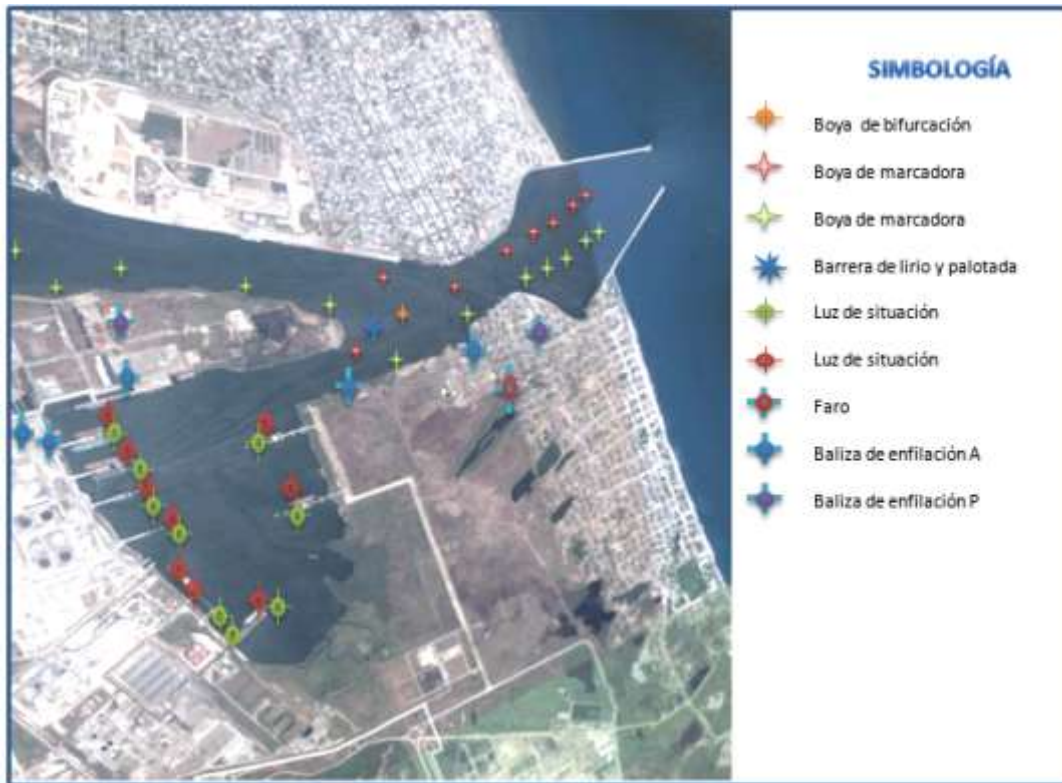 SIMBOLOGÍA
Boya de bifurcación
Boya de marcadora
Boya de marcadora
Barrera de lirio y palotada
Luz de situación
Luz de situación
Faro
Baliza de enfilación A
Baliza de enfilación P